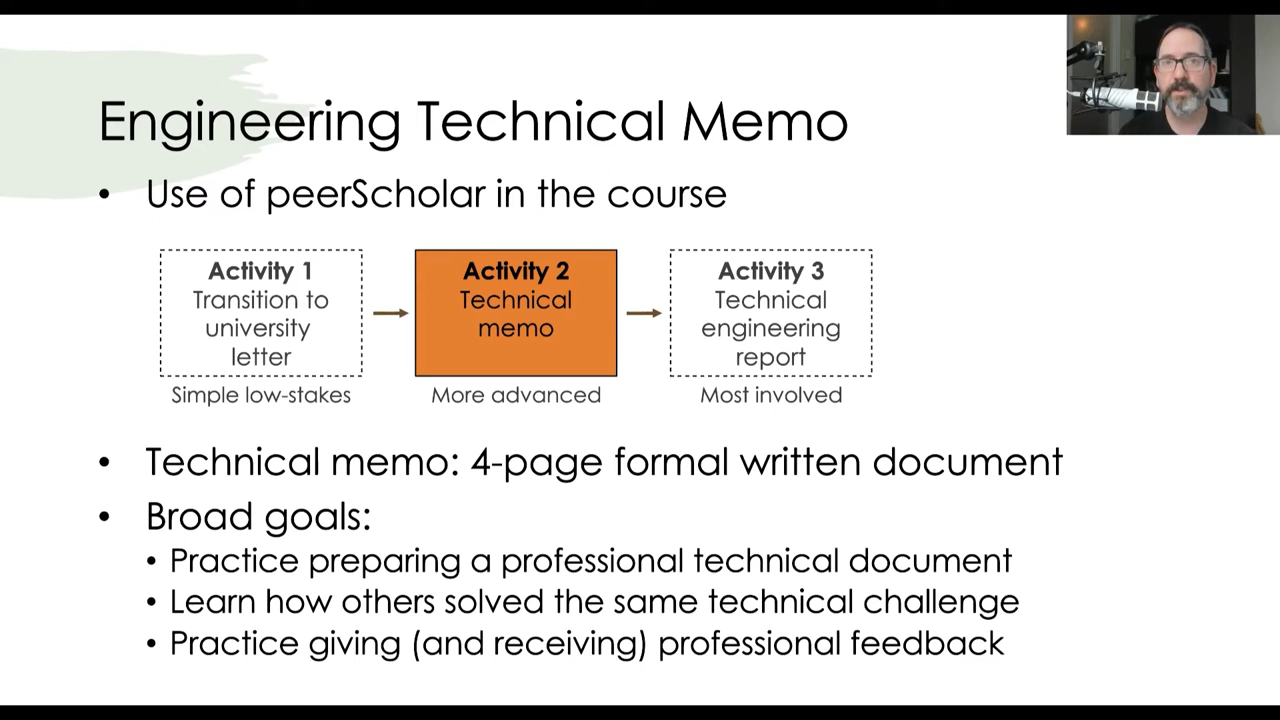 Engineering Technical Memo
• Use of peerScholar in the course
Activity 1
Transition to
university
letter
Simple low-stakes
Activity 2
Technical
memo
More advanced
Activity 3
Technical
engineering
report
Most involved
• Technical memo: 4-page formal written document
• Broad goals:
• Practice preparing a professional technical document
• Learn how others solved the same technical challenge
• Practice giving (and receiving) professional feedback